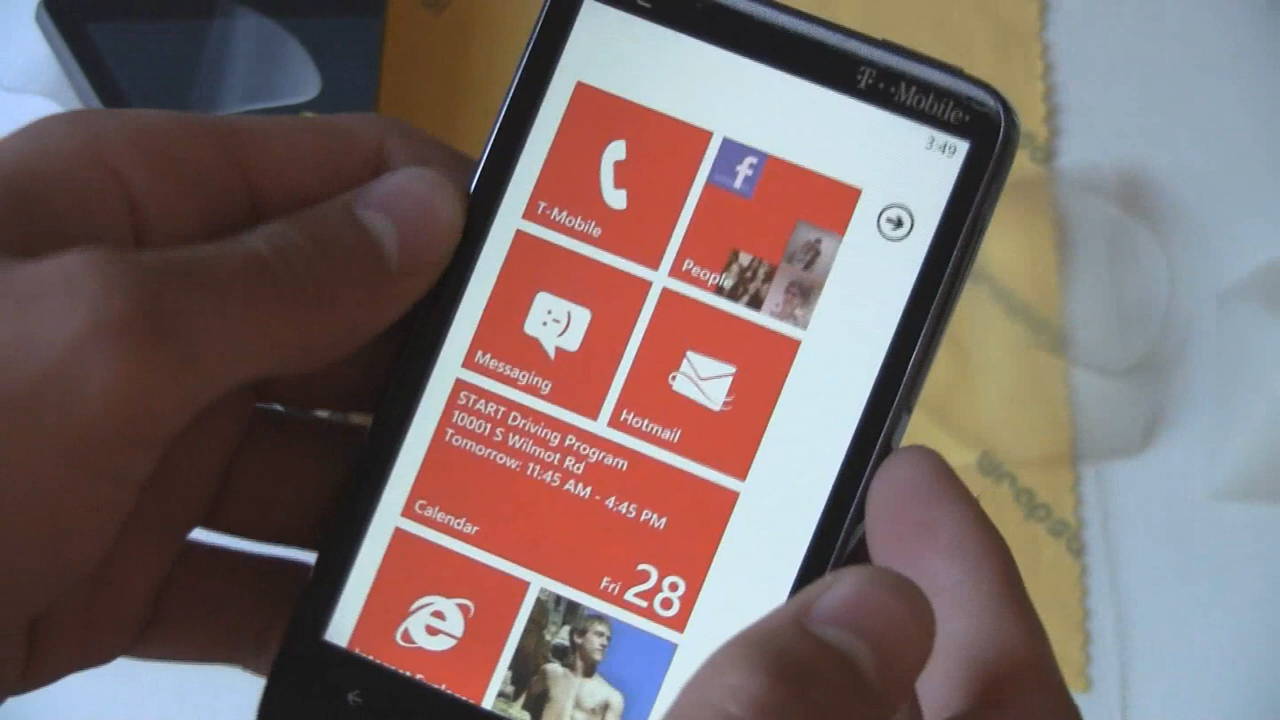 T··Mobile·
3:49
f
T-Mobile
People
Messaging
Hotmail
START Driving Program
10001 S Wilmot Rd
Tomorrow: 11:45 AM - 4:45 PM
Calendar
Fri 28